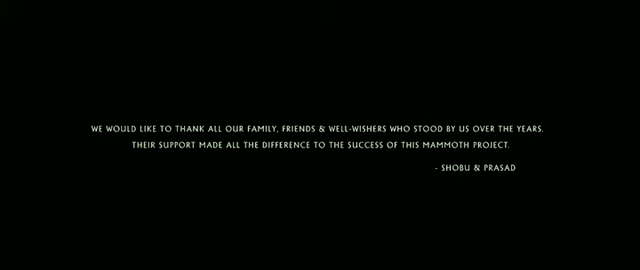 WE WOULD LIKE TO THANK ALL OUR FAMILY, FRIENDS & WELL-WISHERS WHO STOOD BY US OVER THE YEARS.
THEIR SUPPORT MADE ALL THE DIFFERENCE TO THE SUCCESS OF THIS MAMMOTH PROJECT.
- SHOBU & PRASAD